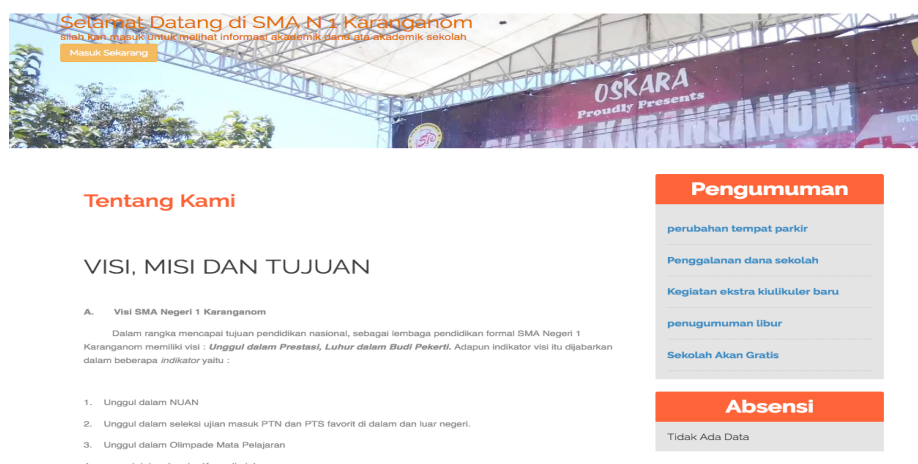 Selamat Datang di SMA N 1 Karanganom
silah kan masuk untuk melihat informasi akademik dana ata akademik sekolah
Masuk Sekarang
OSKARA
Proudly Presents
KARANGANOM
Tentang Kami
VISI, MISI DAN TUJUAN
A. Visi SMA Negeri 1 Karanganom
Dalam rangka mencapai tujuan pendidikan nasional, sebagai lembaga pendidikan formal SMA Negeri 1
Karanganom memiliki visi : Unggul dalam Prestasi, Luhur dalam Budi Pekerti. Adapun indikator visi itu dijabarkan
dalam beberapa indikator yaitu :
1. Unggul dalam NUAN
2. Unggul dalam seleksi ujian masuk PTN dan PTS favorit di dalam dan luar negeri.
3. Unggul dalam Olimpade Mata Pelajaran
Pengumuman
perubahan tempat parkir
Penggalanan dana sekolah
Kegiatan ekstra kiulikuler baru
penugumuman libur
Sekolah Akan Gratis
Absensi
Tidak Ada Data